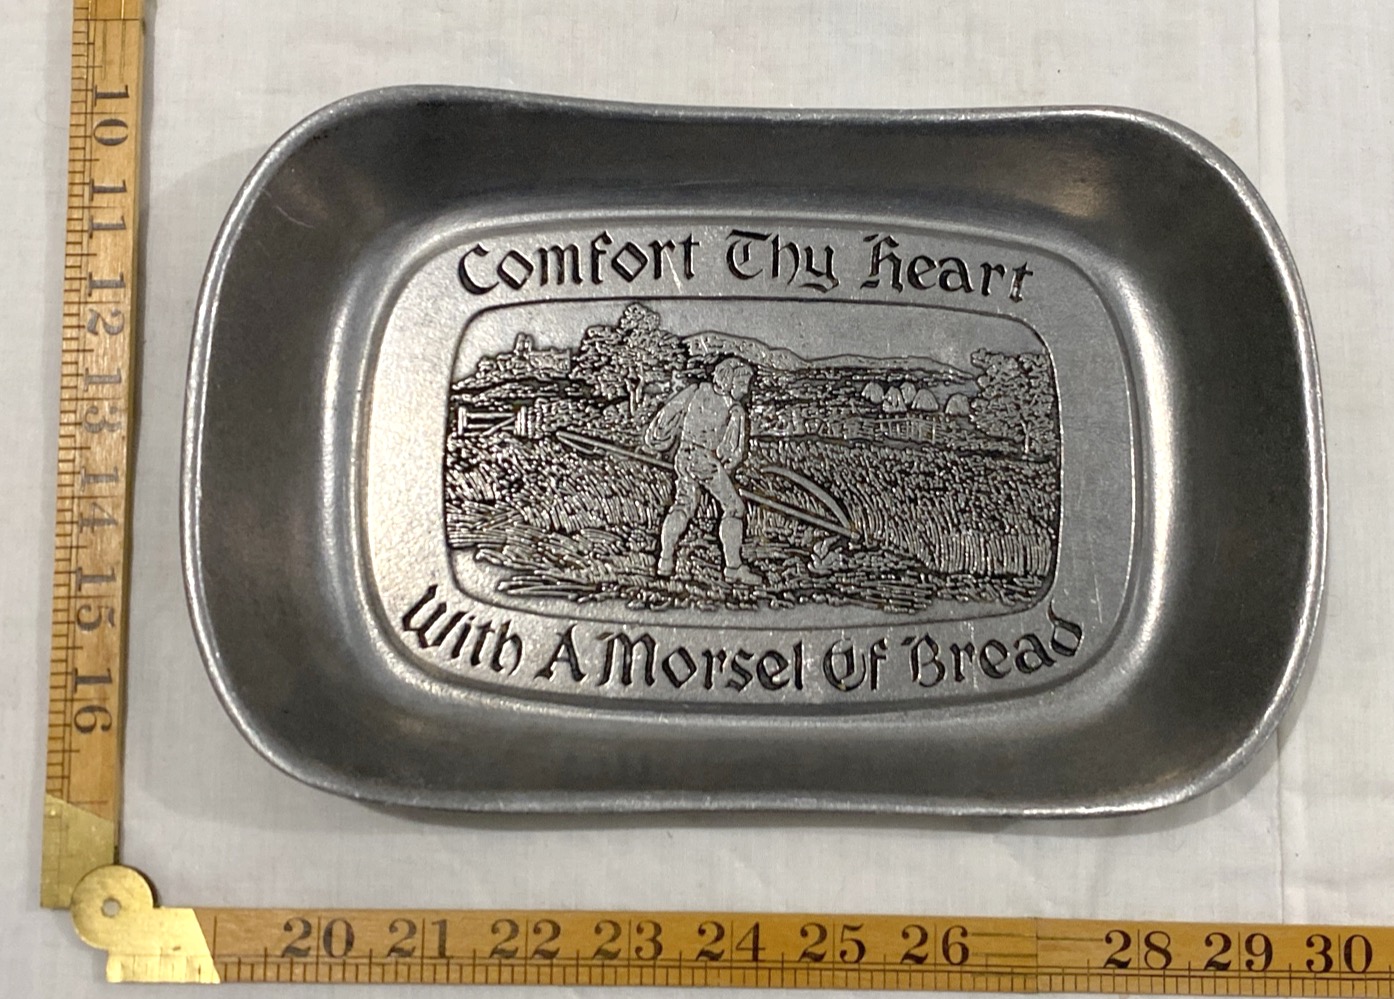 Comfort Thy Heart
With A Morsel Of Bread
10 11 12 13 14 15 16
20 21 22 23 24 25 26 28 29 30